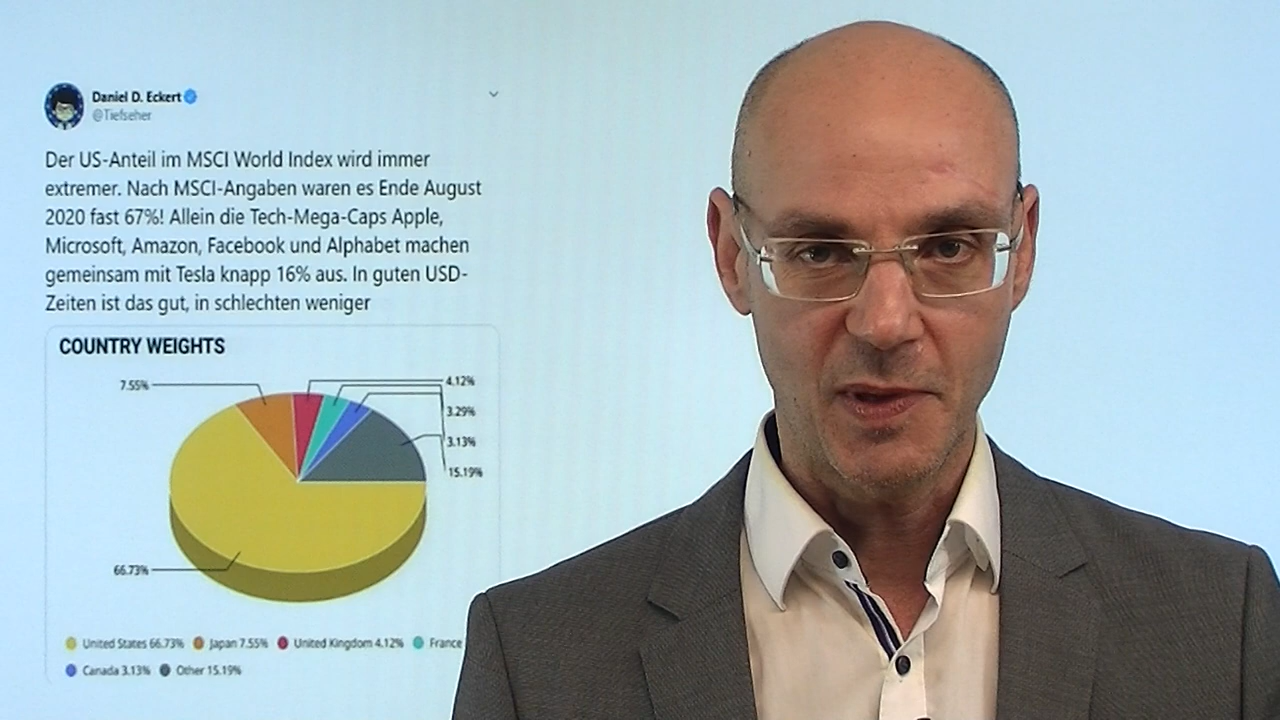 Daniel D. Eckert
@Tiefseher
Der US-Anteil im MSCI World Index wird immer
extremer. Nach MSCI-Angaben waren es Ende August
2020 fast 67%! Allein die Tech-Mega-Caps Apple,
Microsoft, Amazon, Facebook und Alphabet machen
gemeinsam mit Tesla knapp 16% aus. In guten USD-
Zeiten ist das gut, in schlechten weniger
COUNTRY WEIGHTS
7.55%
4.12%
3.29%
3.13%
15.19%
66.73%
United States 66.73% Japan 7.55% United Kingdom 4.12% France
Canada 3.13% Other 15.19%